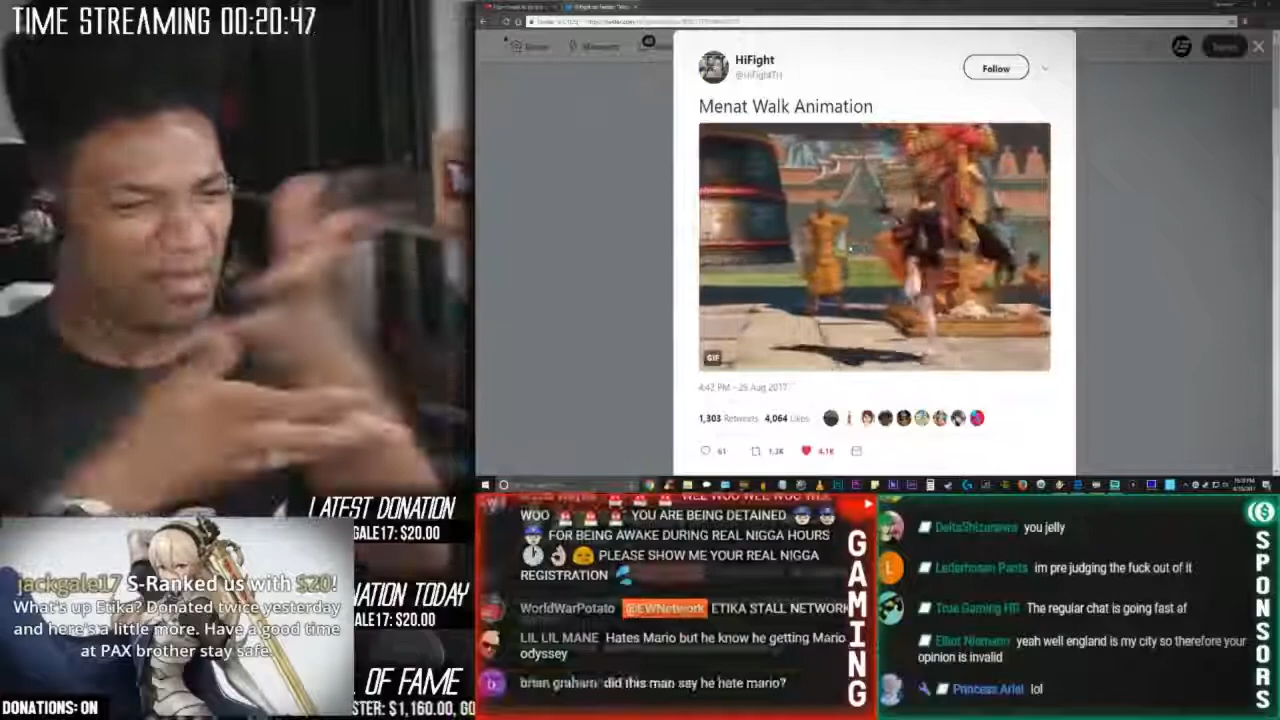 TIME STREAMING 00:20:47
HiFight
@HiFightTH
Follow
Menat Walk Animation
GIF
4:42 PM - 25 Aug 2017
1,303 Retweets 4,064 Likes
61 1.3K 4.1K
LATEST DONATION
GALE17: $20.00
NATION TODAY
ALE17: $20.00
OF FAME
STER: $1,160.00, GO
jackgale17 S-Ranked us with $20!
What's up Etika? Donated twice yesterday
and here's a little more. Have a good time
at PAX brother stay safe.
DONATIONS: ON
WOO YOU ARE BEING DETAINED
FOR BEING AWAKE DURING REAL NIGGA HOURS
PLEASE SHOW ME YOUR REAL NIGGA
REGISTRATION
WorldWarPotato @EWNetwork ETIKA STALL NETWORK
LIL LIL MANE Hates Mario but he know he getting Mario
odyssey
brian graham did this man say he hate mario?
GAMING
DeltaShizunawa you jelly
Lederhosen Pants im pre judging the fuck out of it
True Gaming HD The regular chat is going fast af
Elliot Niemann yeah well england is my city so therefore your
opinion is invalid
Princess Ariel lol
SPONSORS